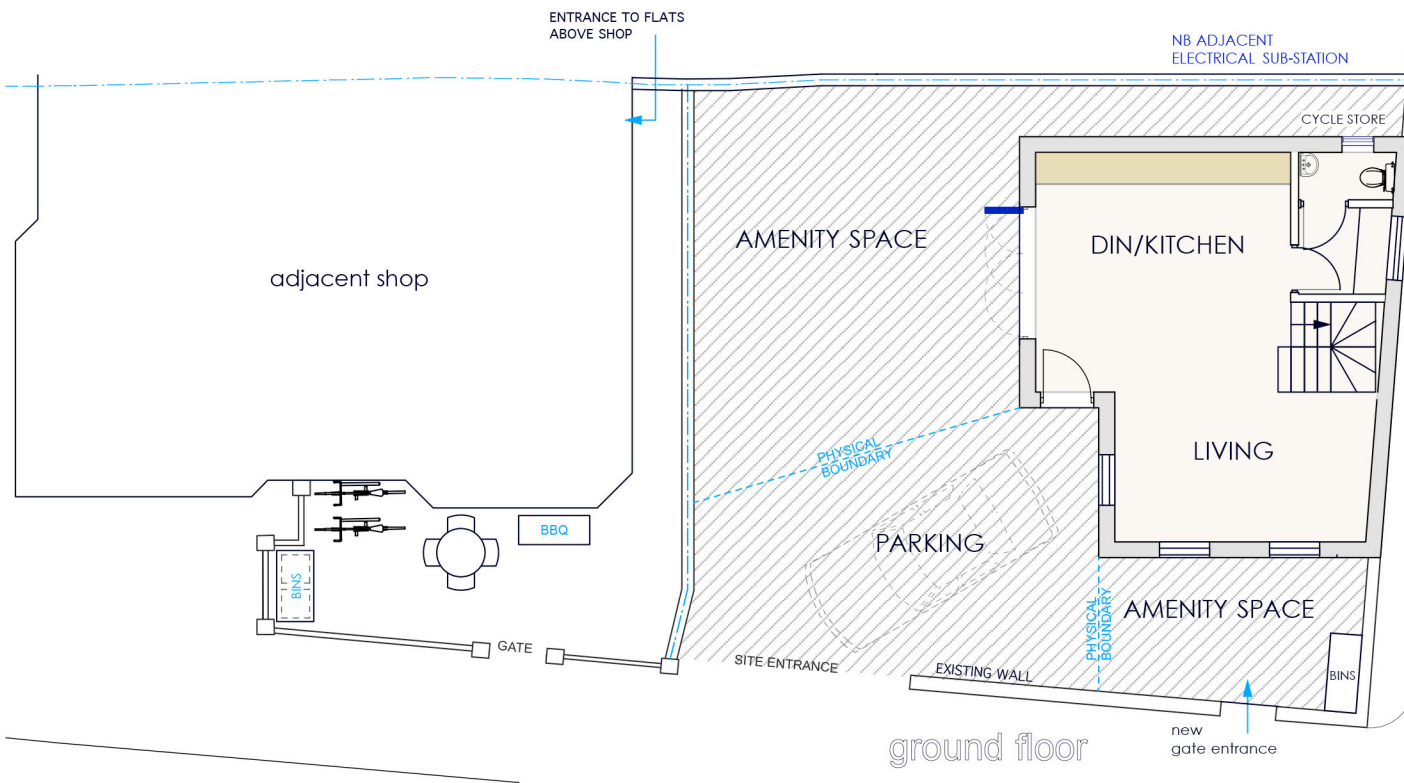 ENTRANCE TO FLATS
ABOVE SHOP
NB ADJACENT
ELECTRICAL SUB-STATION
CYCLE STORE
AMENITY SPACE
DIN/KITCHEN
adjacent shop
PHYSICAL
BOUNDARY
LIVING
BBQ
PARKING
BINS
AMENITY SPACE
PHYSICAL
BOUNDARY
GATE
SITE ENTRANCE
EXISTING WALL
BINS
new
gate entrance
ground floor